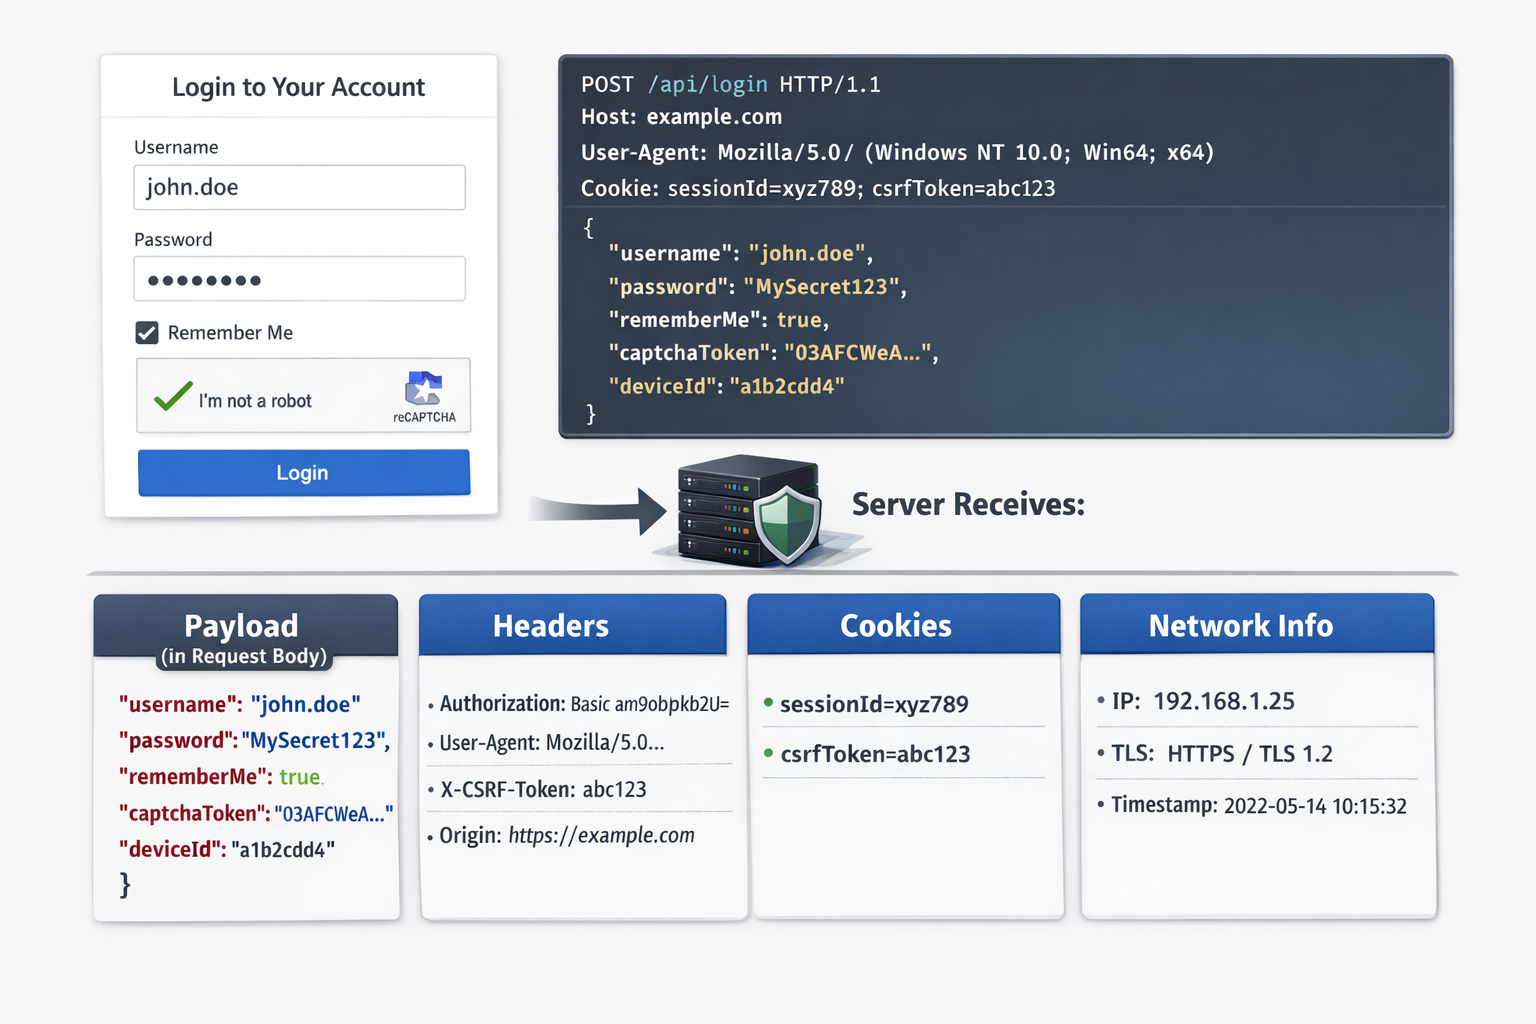 Login to Your Account
Username
john.doe
Password
Remember Me
I'm not a robot
reCAPTCHA
Login
POST /api/login HTTP/1.1
Host: example.com
User-Agent: Mozilla/5.0/ (Windows NT 10.0; Win64; x64)
Cookie: sessionId=xyz789; csrfToken=abc123
{
"username": "john.doe",
"password": "MySecret123",
"rememberMe": true,
"captchaToken": "03AFCWeA...",
"deviceId": "a1b2cdd4"
}
Server Receives:
Payload
(in Request Body)
"username": "john.doe"
"password": "MySecret123",
"rememberMe": true.
"captchaToken": "03AFCWeA..."
"deviceId": "a1b2cdd4"
}
Headers
• Authorization: Basic am9obpkb2U=
• User-Agent: Mozilla/5.0...
• X-CSRF-Token: abc123
• Origin: https://example.com
Cookies
• sessionId=xyz789
• csrfToken=abc123
Network Info
• IP: 192.168.1.25
• TLS: HTTPS / TLS 1.2
• Timestamp: 2022-05-14 10:15:32